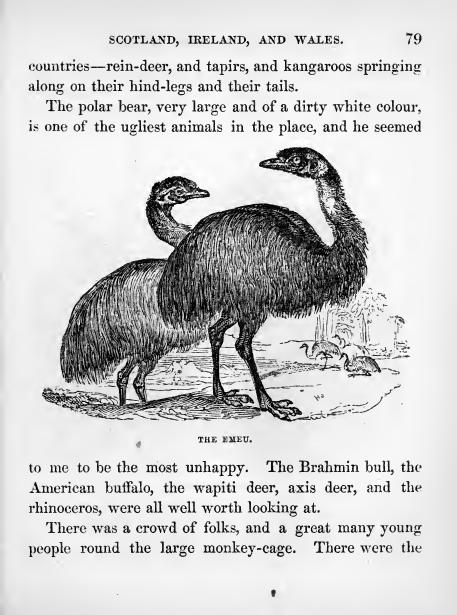 SCOTLAND, IRELAND, AND WALES. 79
countries—rein-deer, and tapirs, and kangaroos springing
along on their hind-legs and their tails.
The polar bear, very large and of a dirty white colour,
is one of the ugliest animals in the place, and he seemed
THE EMEU.
to me to be the most unhappy. The Brahmin bull, the
American buffalo, the wapiti deer, axis deer, and the
rhinoceros, were all well worth looking at.
There was a crowd of folks, and a great many young
people round the large monkey-cage. There were the